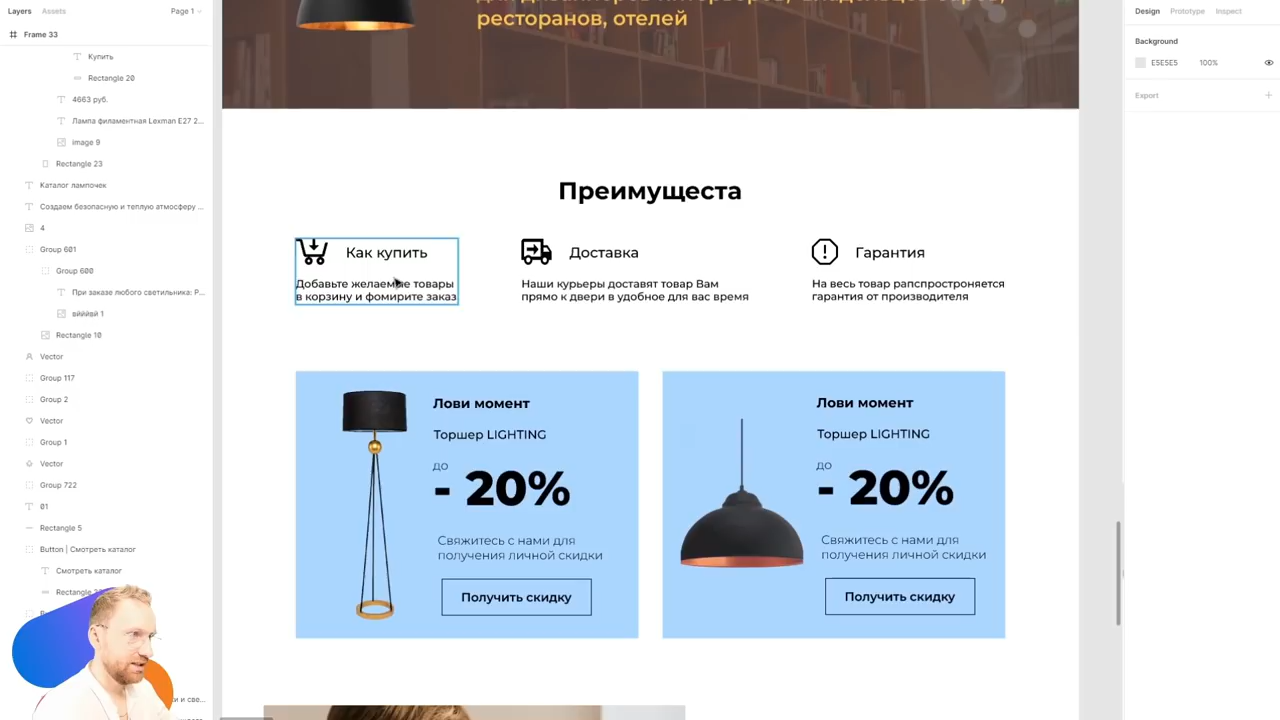 Layers
Assets
Page 1
Design
Prototype
Inspect
Frame 33
Background
E5E5E5
100%
Export
Купить
Rectangle 20
4663 руб.
Лампа филаментная Lexman E27 2...
image 9
Rectangle 23
Каталог лампочек
Создаем безопасную и теплую атмосферу ...
4
Group 601
Group 600
При заказе любого светильника: Р...
вйййвй 1
Rectangle 10
Vector
Group 117
Group 2
Vector
Group 1
Vector
Group 722
01
Rectangle 5
Button | Смотреть каталог
Смотреть каталог
ресторанов, отелей
Преимущеста
Как купить
Добавьте желаемые товары
в корзину и фомирите заказ
Доставка
Наши курьеры доставят товар Вам
прямо к двери в удобное для вас время
Гарантия
На весь товар рапспростроняется
гарантия от производителя
Лови момент
Торшер LIGHTING
до
- 20%
Свяжитесь с нами для
получения личной скидки
Получить скидку
Лови момент
Торшер LIGHTING
до
- 20%
Свяжитесь с нами для
получения личной скидки
Получить скидку